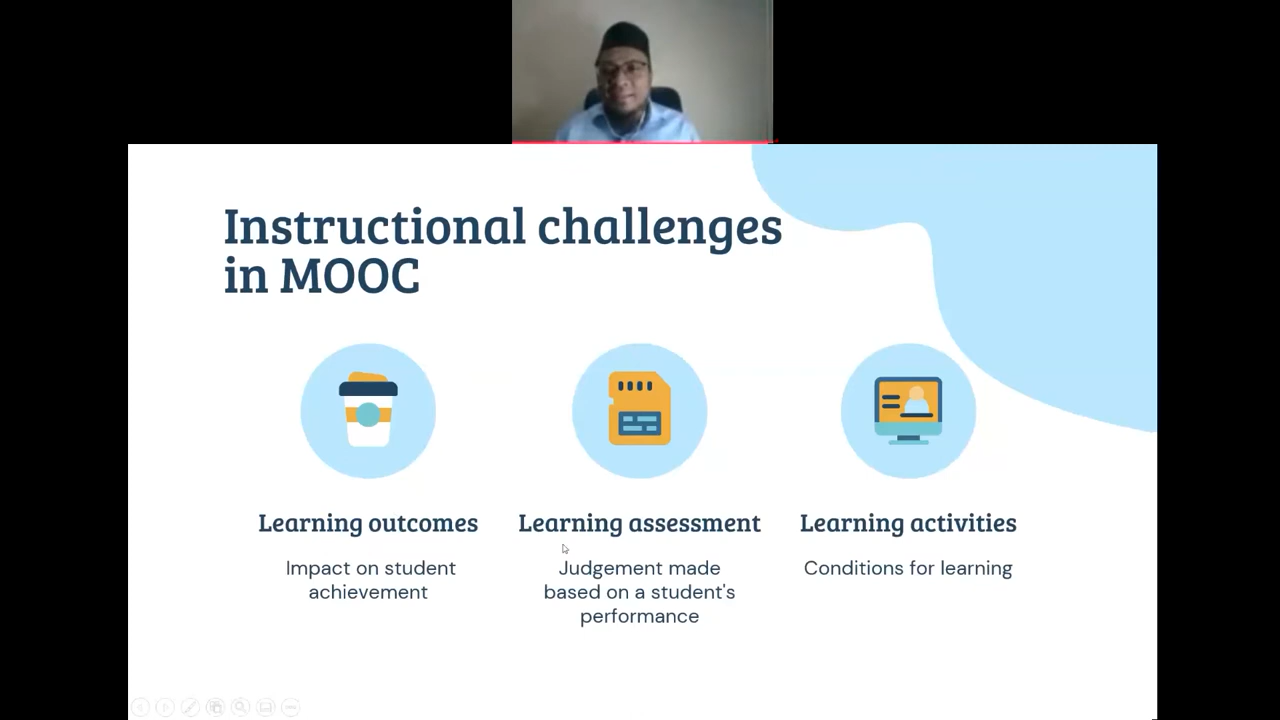 Instructional challenges
in MOOC
Learning outcomes
Impact on student
achievement
Learning assessment
Judgement made
based on a student's
performance
Learning activities
Conditions for learning